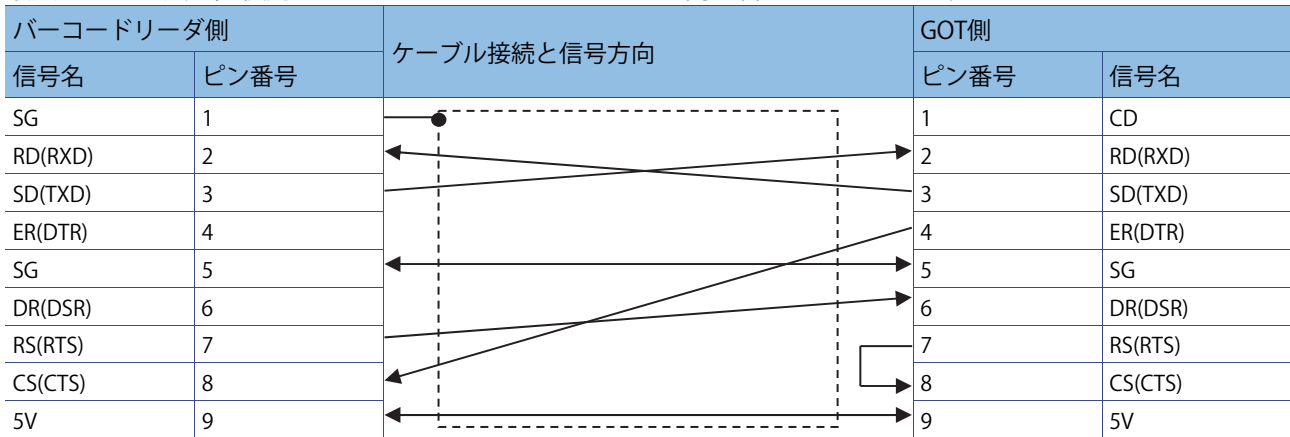 バーコードリーダ側 ケーブル接続と信号方向 GOT側
信号名 ピン番号 ピン番号 信号名
SG 1 1 CD
RD(RXD) 2 2 RD(RXD)
SD(TXD) 3 3 SD(TXD)
ER(DTR) 4 4 ER(DTR)
SG 5 5 SG
DR(DSR) 6 6 DR(DSR)
RS(RTS) 7 7 RS(RTS)
CS(CTS) 8 8 CS(CTS)
5V 9 9 5V